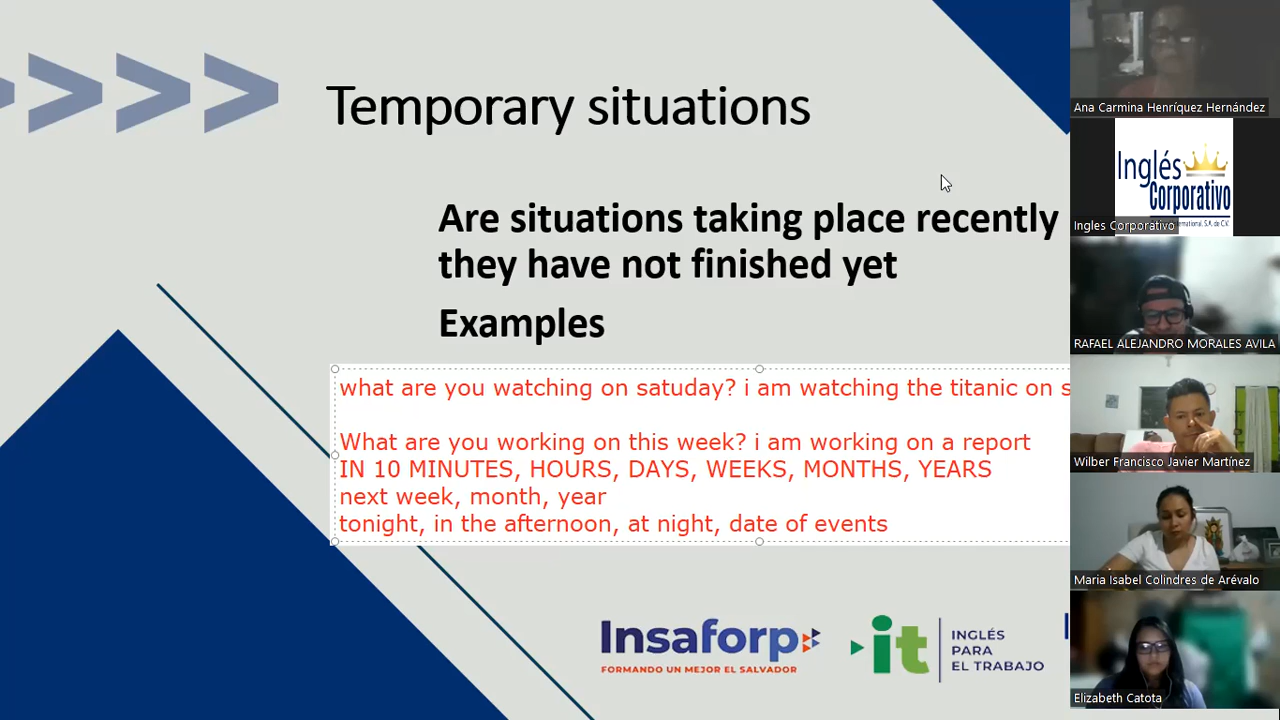 Temporary situations
Are situations taking place recently
they have not finished yet
Examples
what are you watching on satuday? i am watching the titanic on s
What are you working on this week? i am working on a report
IN 10 MINUTES, HOURS, DAYS, WEEKS, MONTHS, YEARS
next week, month, year
tonight, in the afternoon, at night, date of events
Insaforp
FORMANDO UN MEJOR EL SALVADOR
it
INGLÉS
PARA
EL TRABAJO
Ana Carmina Henríquez Hernández
Inglés
Corporativo
International, S.A. de C.V.
Ingles Corporativo
RAFAEL ALEJANDRO MORALES AVILA
Wilber Francisco Javier Martínez
Maria Isabel Colindres de Arévalo
Elizabeth Catota